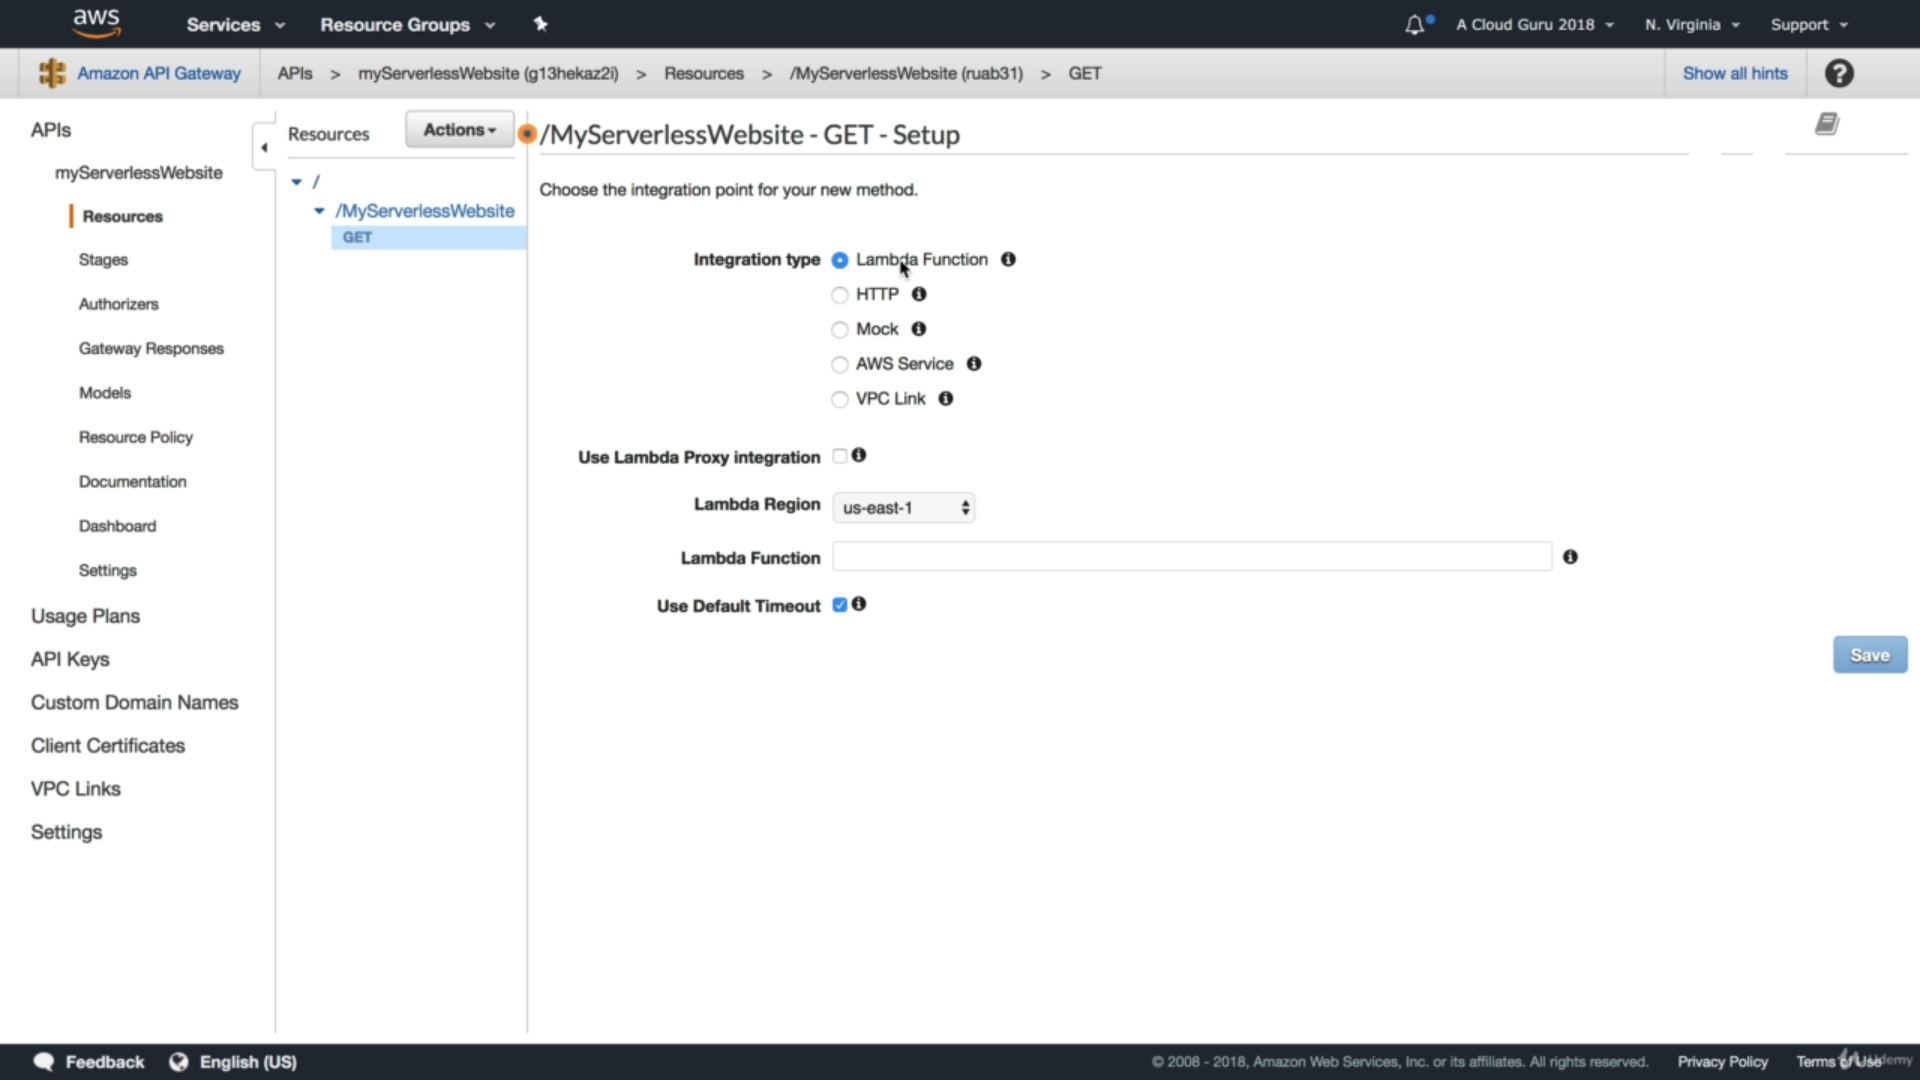 aws Services Resource Groups A Cloud Guru 2018 N. Virginia Support
Amazon API Gateway APIs > myServerlessWebsite (g13hekaz2i) > Resources > /MyServerlessWebsite (ruab31) > GET Show all hints ?
APIs
myServerlessWebsite
Resources
Stages
Authorizers
Gateway Responses
Models
Resource Policy
Documentation
Dashboard
Settings
Usage Plans
API Keys
Custom Domain Names
Client Certificates
VPC Links
Settings
Resources Actions
/
/MyServerlessWebsite
GET
/MyServerlessWebsite - GET - Setup
Choose the integration point for your new method.
Integration type Lambda Function
HTTP
Mock
AWS Service
VPC Link
Use Lambda Proxy integration
Lambda Region us-east-1
Lambda Function
Use Default Timeout
Save
Feedback English (US) © 2008 - 2018, Amazon Web Services, Inc. or its affiliates. All rights reserved. Privacy Policy Terms of Use